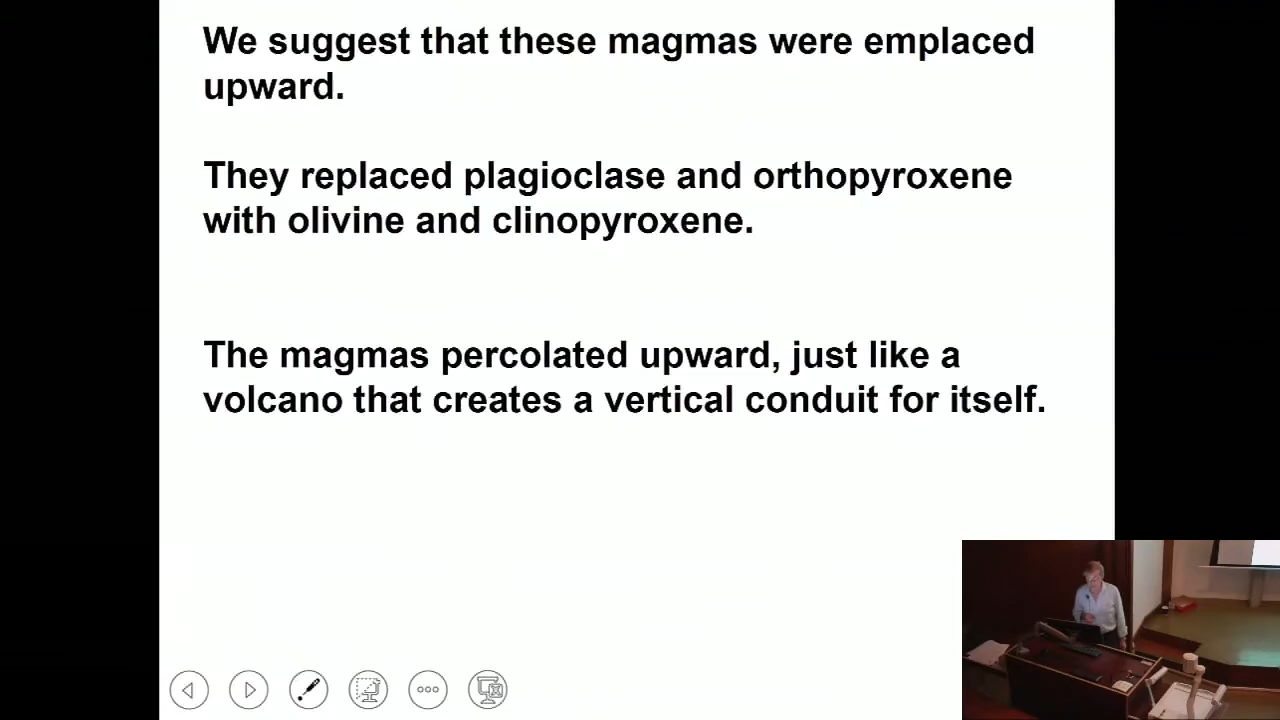 We suggest that these magmas were emplaced
upward.
They replaced plagioclase and orthopyroxene
with olivine and clinopyroxene.
The magmas percolated upward, just like a
volcano that creates a vertical conduit for itself.